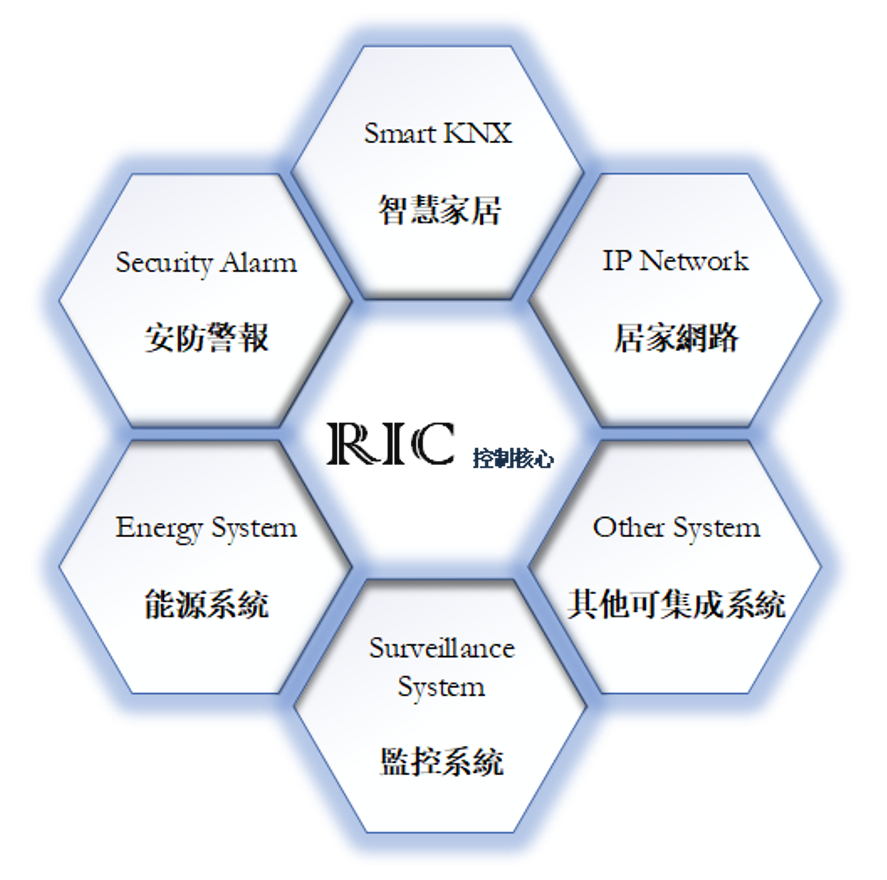 Smart KNX
智慧家居
Security Alarm
安防警報
IP Network
居家網路
RIC 控制核心
Energy System
能源系統
Other System
其他可集成系統
Surveillance
System
監控系統